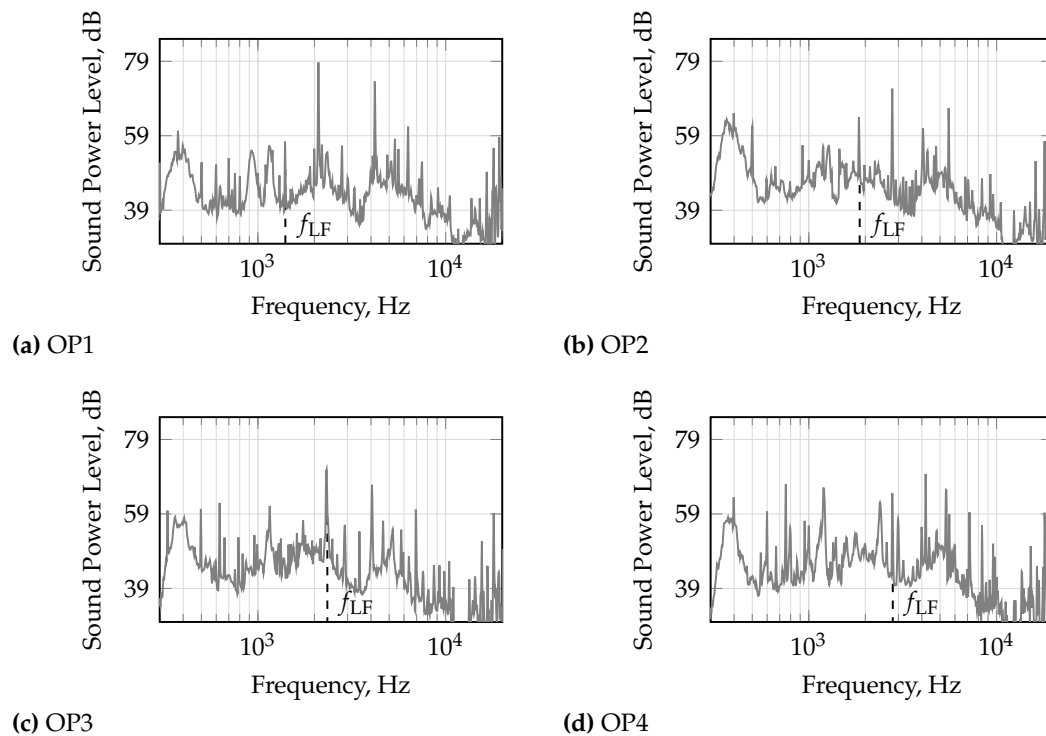 Sound Power Level, dB
79
59
39
f_LF
10^3
10^4
Frequency, Hz
(a) OP1
Sound Power Level, dB
79
59
39
f_LF
10^3
10^4
Frequency, Hz
(b) OP2
Sound Power Level, dB
79
59
39
f_LF
10^3
10^4
Frequency, Hz
(c) OP3
Sound Power Level, dB
79
59
39
f_LF
10^3
10^4
Frequency, Hz
(d) OP4